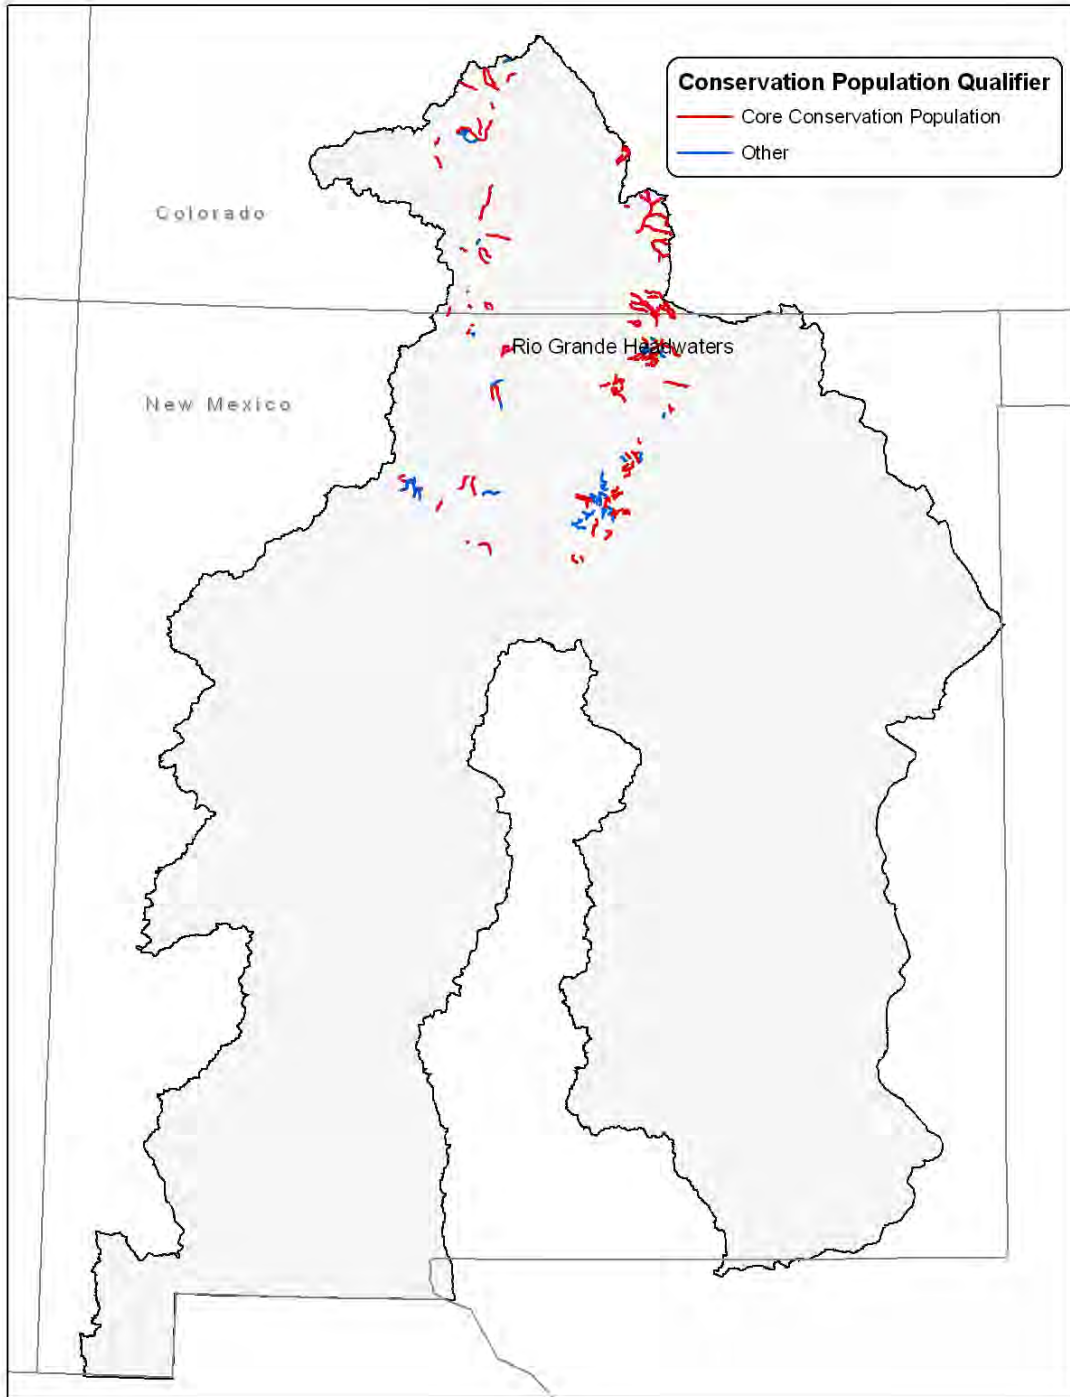 Conservation Population Qualifier
Core Conservation Population
Other
Colorado
Rio Grande Headwaters
New Mexico